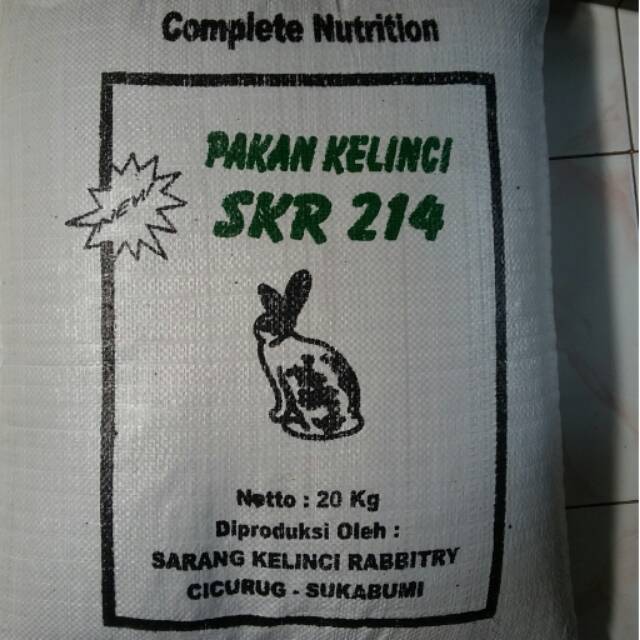 Complete Nutrition
PAKAN KELINCI
NEW!
SKR 214
Netto : 20 Kg
Diproduksi Oleh :
SARANG KELINCI RABBITRY
CICURUG - SUKABUMI